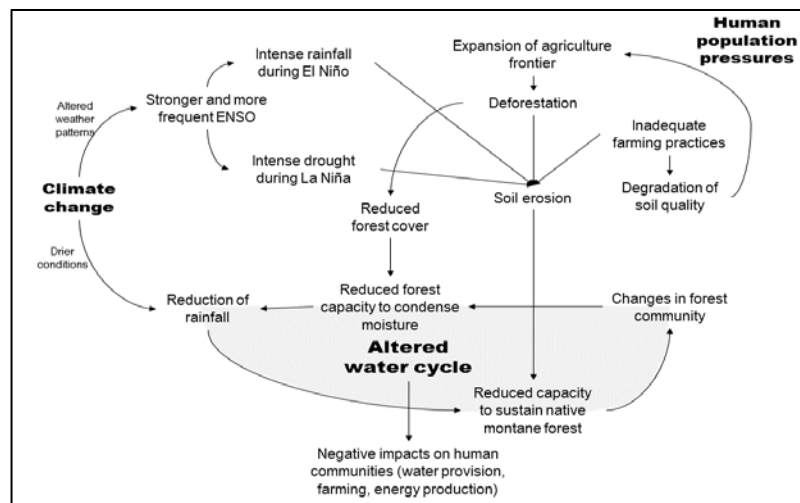 Human
population
pressures
Intense rainfall
during El Niño
Expansion of agriculture
frontier
Altered
weather
patterns
Stronger and more
frequent ENSO
Deforestation
Inadequate
farming practices
Intense drought
during La Niña
Climate
change
Degradation of
soil quality
Soil erosion
Reduced
forest cover
Drier
conditions
Reduction of
rainfall
Reduced forest
capacity to condense
moisture
Changes in forest
community
Altered
water cycle
Reduced capacity
to sustain native
montane forest
Negative impacts on human
communities (water provision,
farming, energy production)